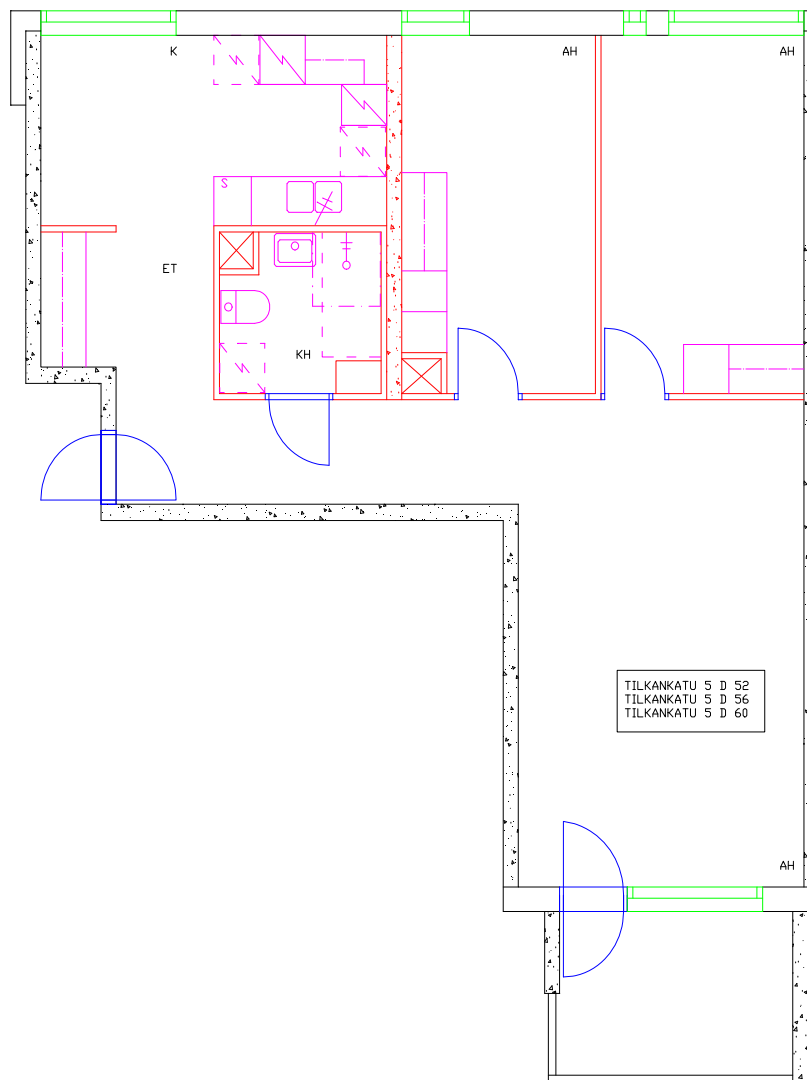 K
AH
AH
S
ET
KH
TILKANKATU 5 D 52
TILKANKATU 5 D 56
TILKANKATU 5 D 60
AH